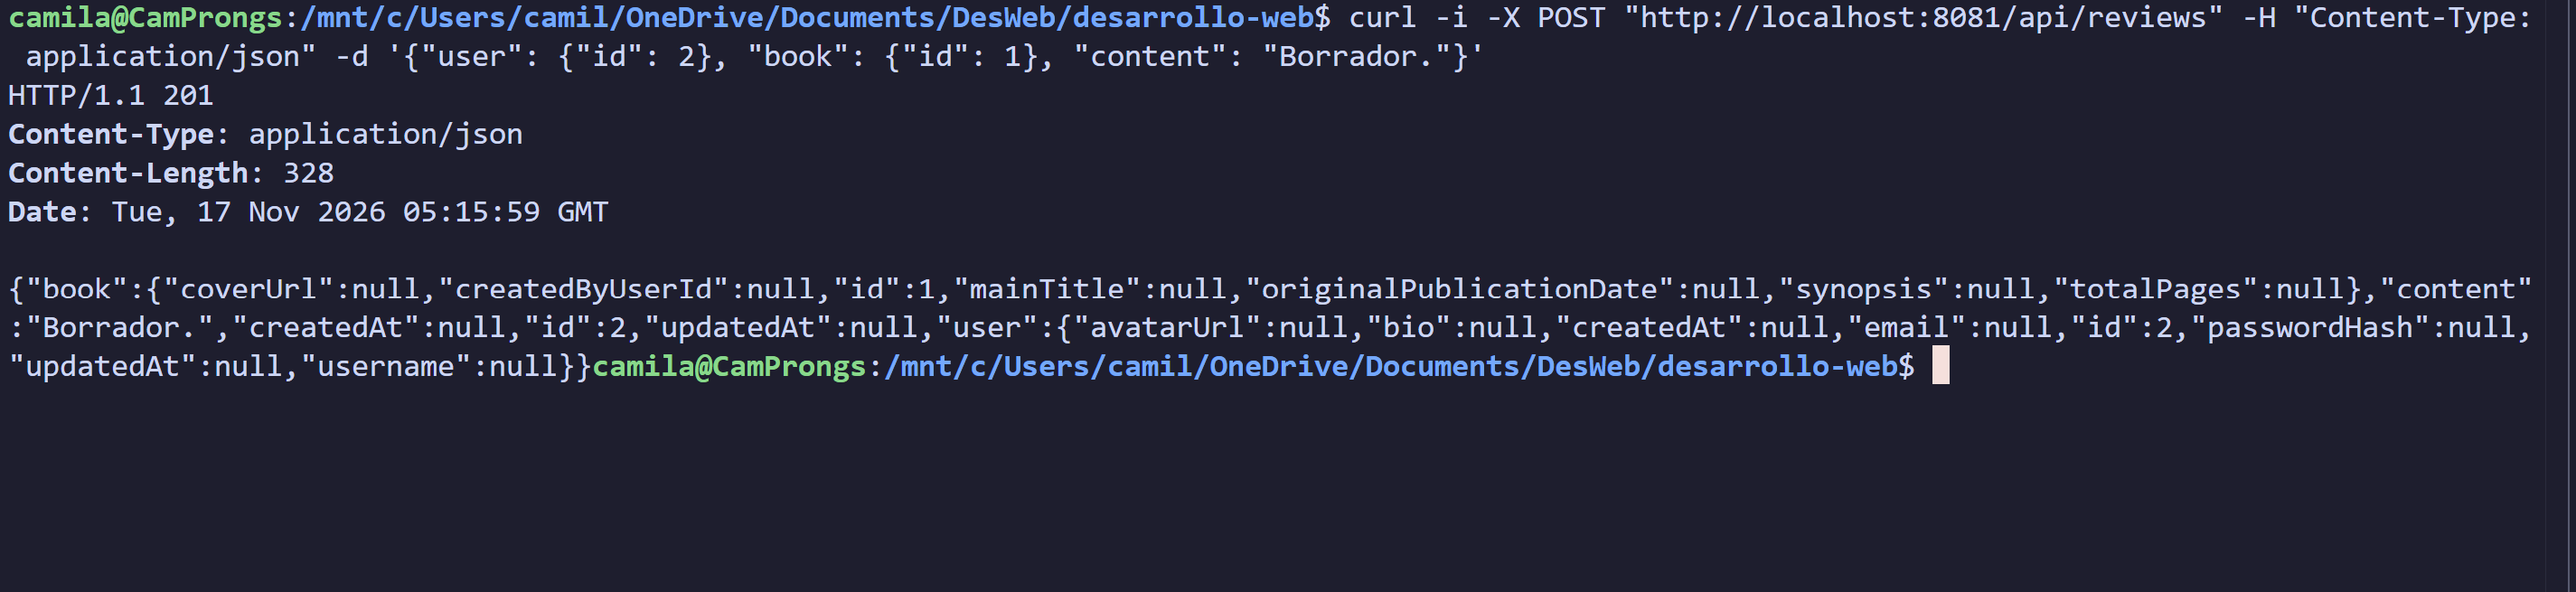 camila@CamProngs:/mnt/c/Users/camil/OneDrive/Documents/DesWeb/desarrollo-web$ curl -i -X POST "http://localhost:8081/api/reviews" -H "Content-Type:
 application/json" -d '{"user": {"id": 2}, "book": {"id": 1}, "content": "Borrador."}'
HTTP/1.1 201
Content-Type: application/json
Content-Length: 328
Date: Tue, 17 Nov 2026 05:15:59 GMT

{"book":{"coverUrl":null,"createdByUserId":null,"id":1,"mainTitle":null,"originalPublicationDate":null,"synopsis":null,"totalPages":null},"content"
:"Borrador.","createdAt":null,"id":2,"updatedAt":null,"user":{"avatarUrl":null,"bio":null,"createdAt":null,"email":null,"id":2,"passwordHash":null,
"updatedAt":null,"username":null}}camila@CamProngs:/mnt/c/Users/camil/OneDrive/Documents/DesWeb/desarrollo-web$